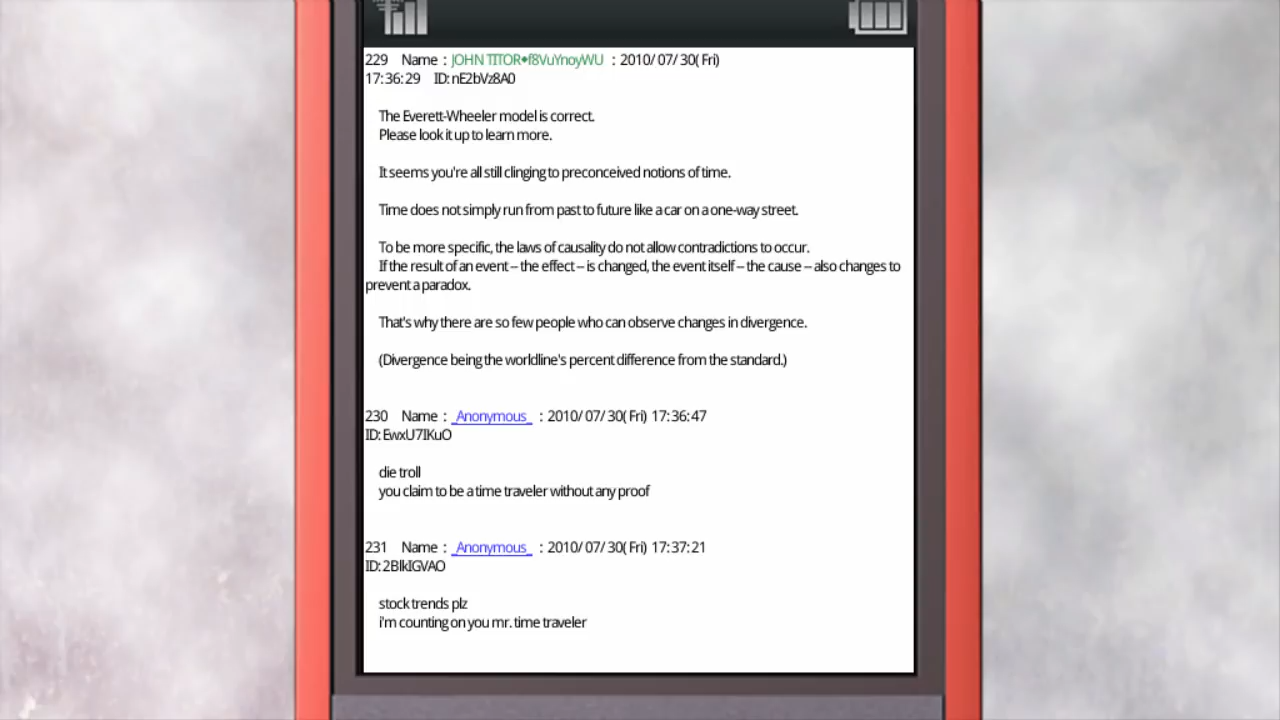 229 Name : JOHN TITOR◆f8VuYnoyWU : 2010/07/30(Fri)
17:36:29 ID:nE2bVz8A0
The Everett-Wheeler model is correct.
Please look it up to learn more.
It seems you're all still clinging to preconceived notions of time.
Time does not simply run from past to future like a car on a one-way street.
To be more specific, the laws of causality do not allow contradictions to occur.
If the result of an event -- the effect -- is changed, the event itself -- the cause -- also changes to
prevent a paradox.
That's why there are so few people who can observe changes in divergence.
(Divergence being the worldline's percent difference from the standard.)
230 Name : _Anonymous_ : 2010/07/30(Fri) 17:36:47
ID:EwxU7IKuO
die troll
you claim to be a time traveler without any proof
231 Name : _Anonymous_ : 2010/07/30(Fri) 17:37:21
ID:2BlkIGVAO
stock trends plz
i'm counting on you mr. time traveler